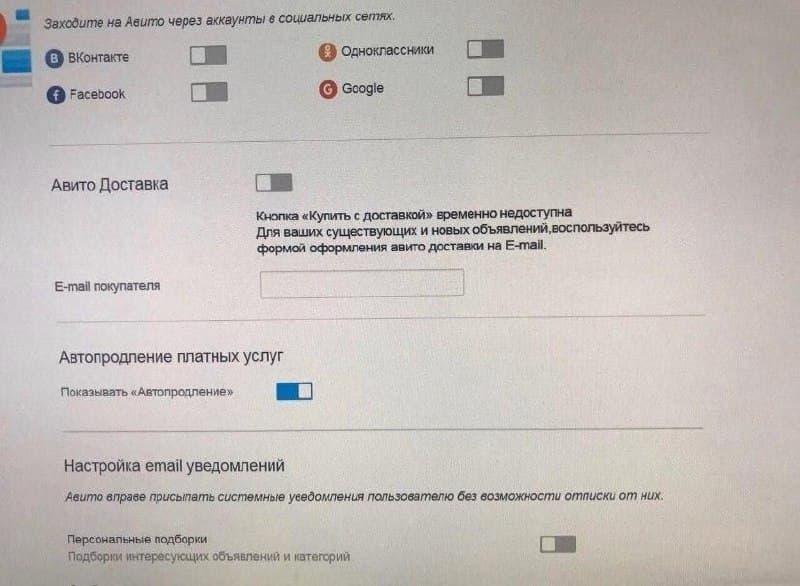 Заходите на Авито через аккаунты в социальных сетях.
ВКонтакте
Одноклассники
Facebook
Google
Авито Доставка
Кнопка «Купить с доставкой» временно недоступна
Для ваших существующих и новых объявлений,воспользуйтесь
формой оформления авито доставки на E-mail.
E-mail покупателя
Автопродление платных услуг
Показывать «Автопродление»
Настройка email уведомлений
Авито вправе присылать системные уведомления пользователю без возможности отписки от них.
Персональные подборки
Подборки интересующих объявлений и категорий